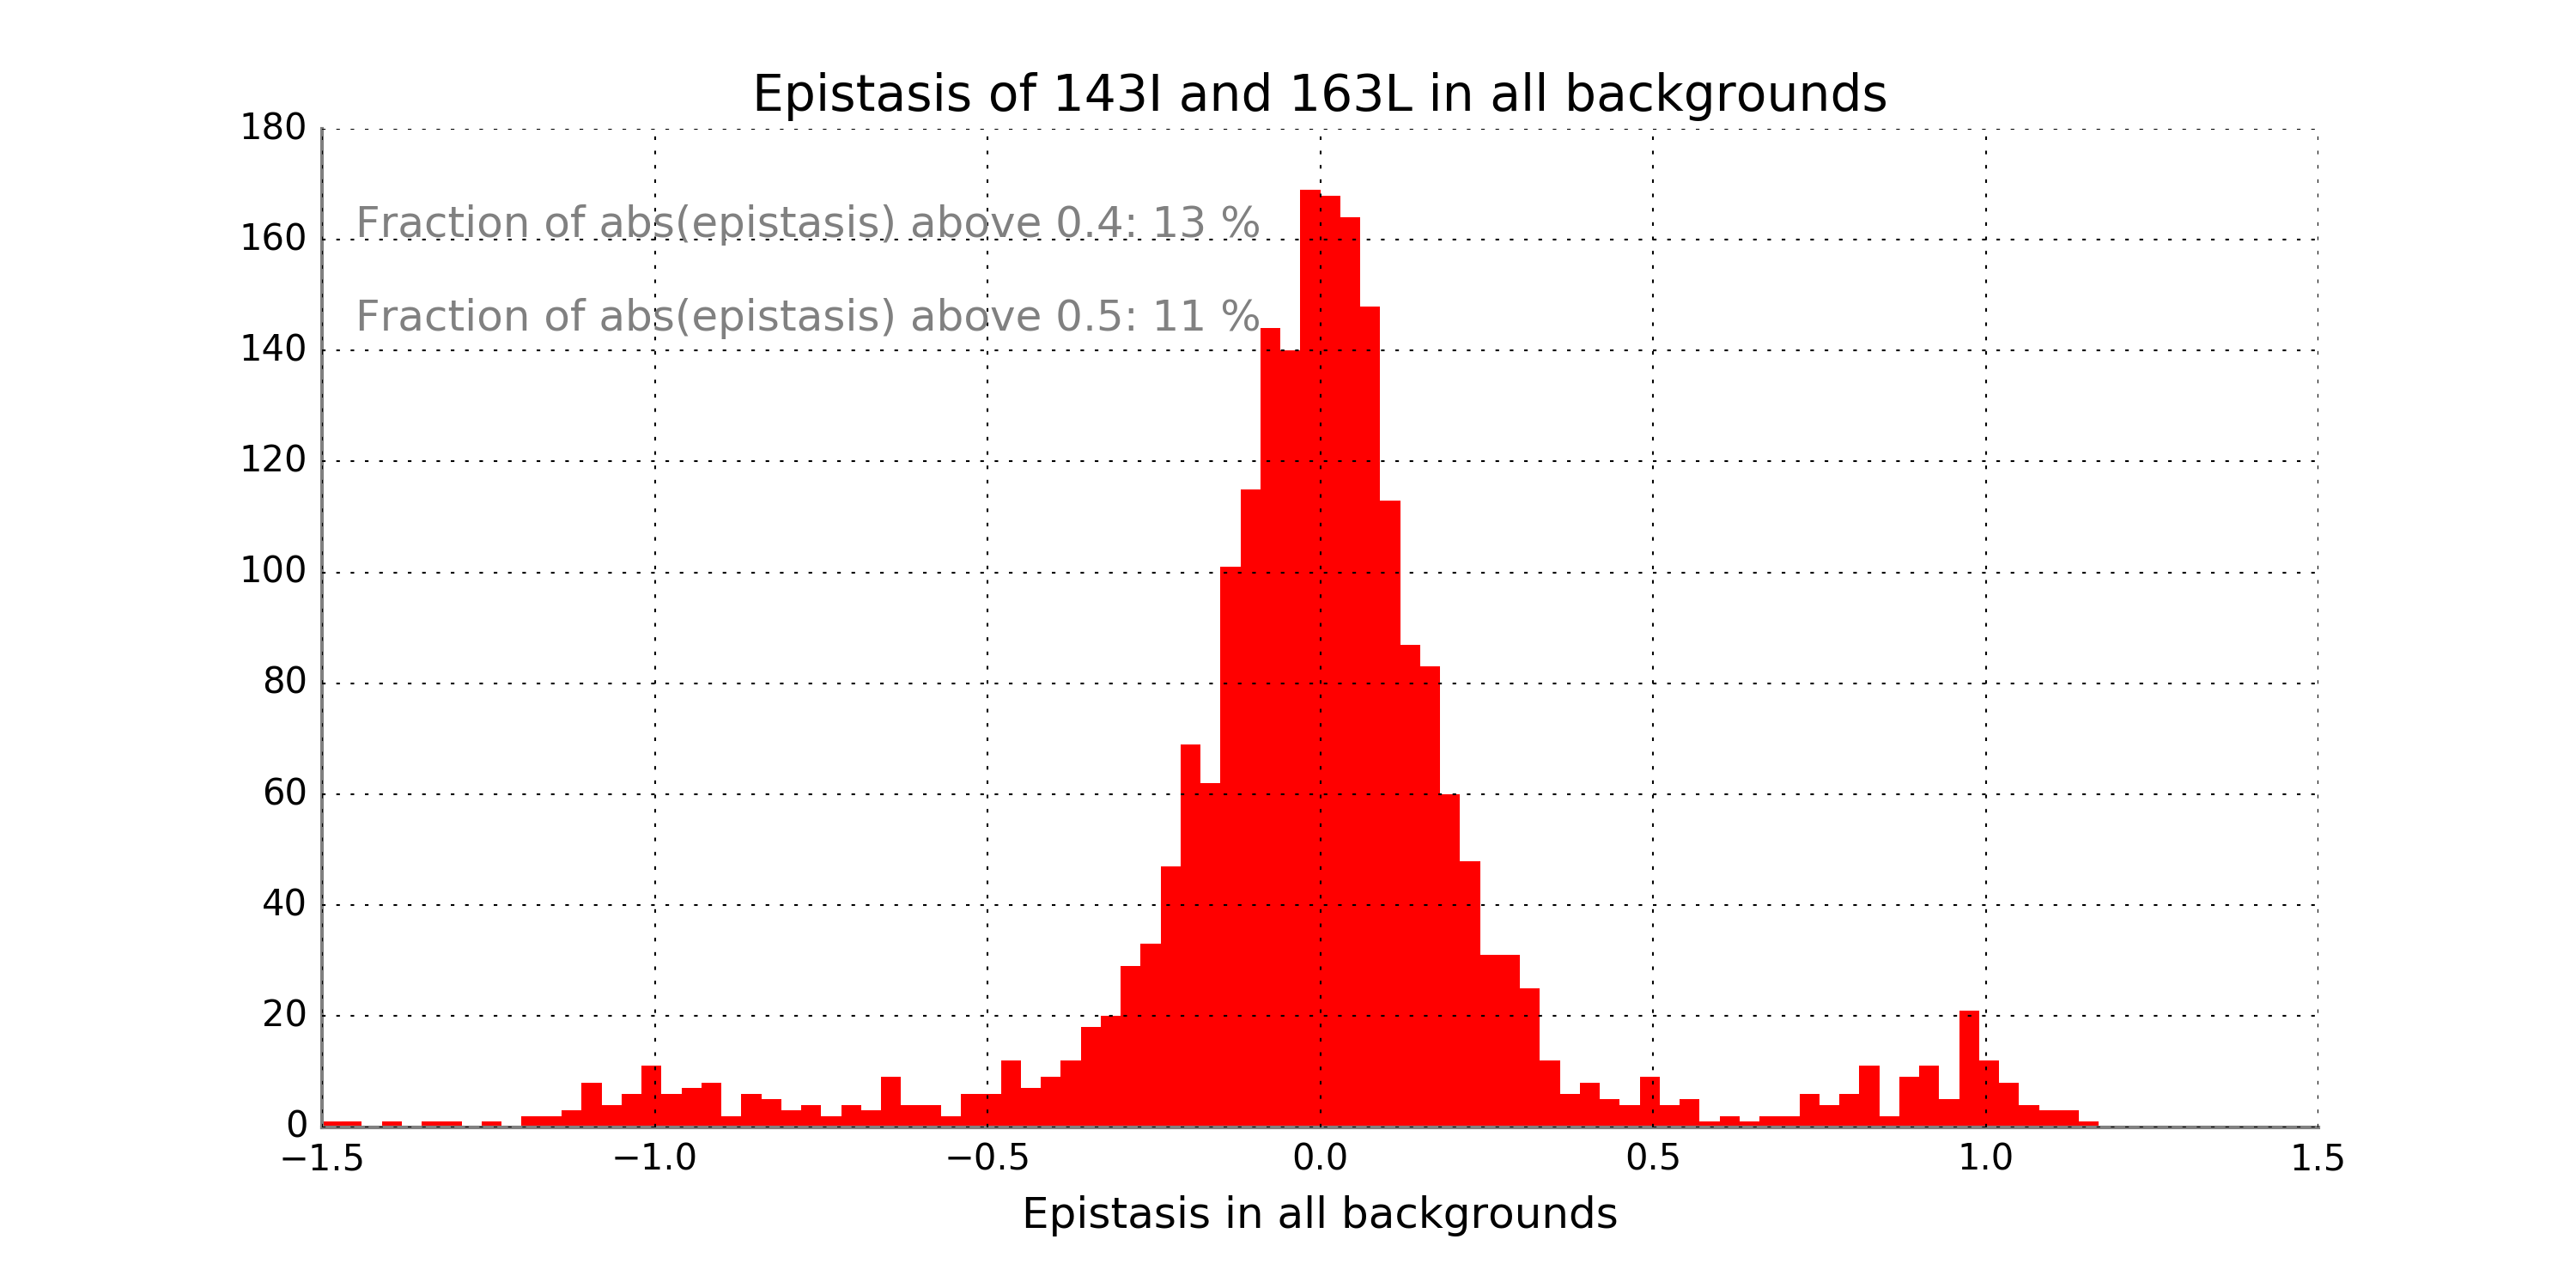 Epistasis of 143I and 163L in all backgrounds
180
160
140
120
100
80
60
40
20
0
Fraction of abs(epistasis) above 0.4: 13 %
Fraction of abs(epistasis) above 0.5: 11 %
−1.5 −1.0 −0.5 0.0 0.5 1.0 1.5
Epistasis in all backgrounds